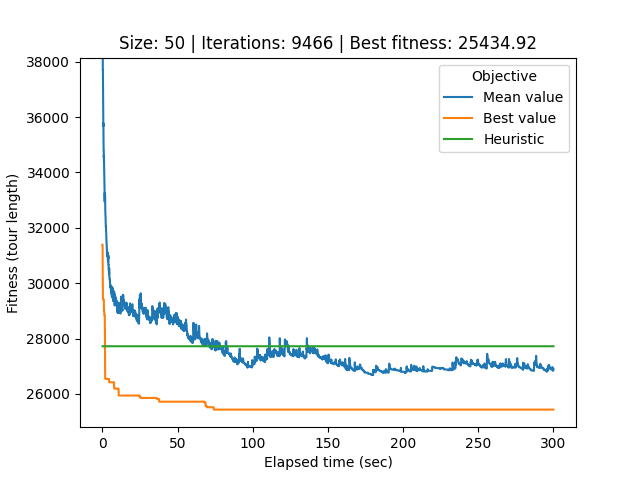 Size: 50 | Iterations: 9466 | Best fitness: 25434.92
Objective
Mean value
Best value
Heuristic
38000
36000
34000
32000
30000
28000
26000
Fitness (tour length)
0 50 100 150 200 250 300
Elapsed time (sec)